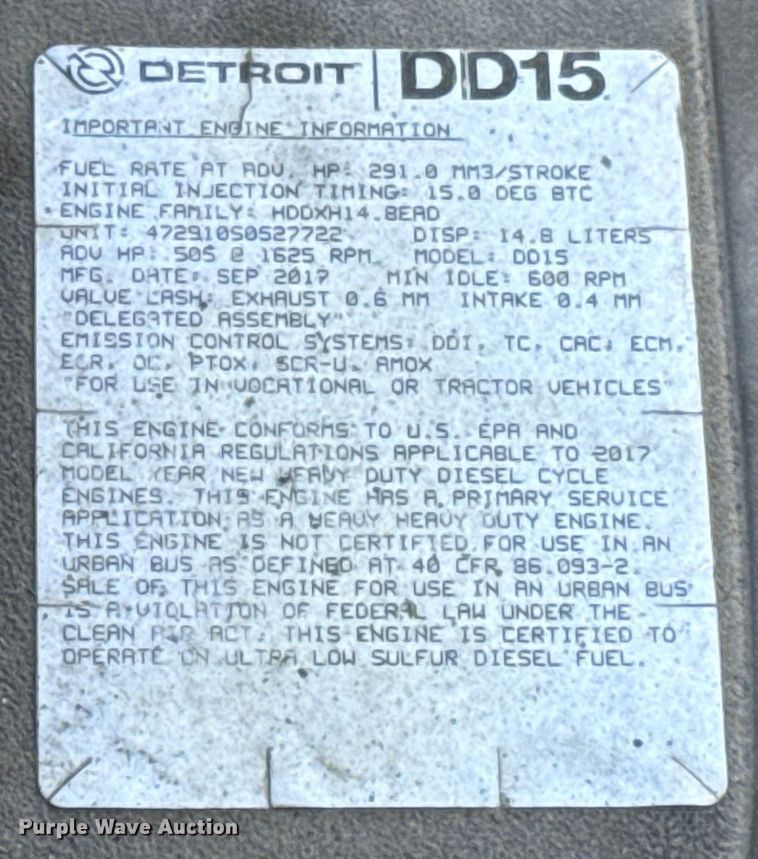 DETROIT DD15
IMPORTANT ENGINE INFORMATION
FUEL RATE AT ADV. HP: 291.0 MM3/STROKE
INITIAL INJECTION TIMING: 15.0 DEG BTC
ENGINE FAMILY: HDDXH14.8EAD
UNIT: 472910S0527722 DISP: 14.8 LITERS
ADV HP: 505 @ 1625 RPM MODEL: DD15
MFG. DATE: SEP 2017 MIN IDLE: 600 RPM
VALVE LASH: EXHAUST 0.6 MM INTAKE 0.4 MM
"DELEGATED ASSEMBLY"
EMISSION CONTROL SYSTEMS: DDI, TC, CAC, ECM,
EGR, OC, PTOX, SCR-U, AMOX
"FOR USE IN VOCATIONAL OR TRACTOR VEHICLES"
THIS ENGINE CONFORMS TO U.S. EPA AND
CALIFORNIA REGULATIONS APPLICABLE TO 2017
MODEL YEAR NEW HEAVY DUTY DIESEL CYCLE
ENGINES. THIS ENGINE HAS A PRIMARY SERVICE
APPLICATION AS A HEAVY HEAVY DUTY ENGINE.
THIS ENGINE IS NOT CERTIFIED FOR USE IN AN
URBAN BUS AS DEFINED AT 40 CFR 86.093-2.
SALE OF THIS ENGINE FOR USE IN AN URBAN BUS
IS A VIOLATION OF FEDERAL LAW UNDER THE
CLEAN AIR ACT. THIS ENGINE IS CERTIFIED TO
OPERATE ON ULTRA LOW SULFUR DIESEL FUEL.
Purple Wave Auction